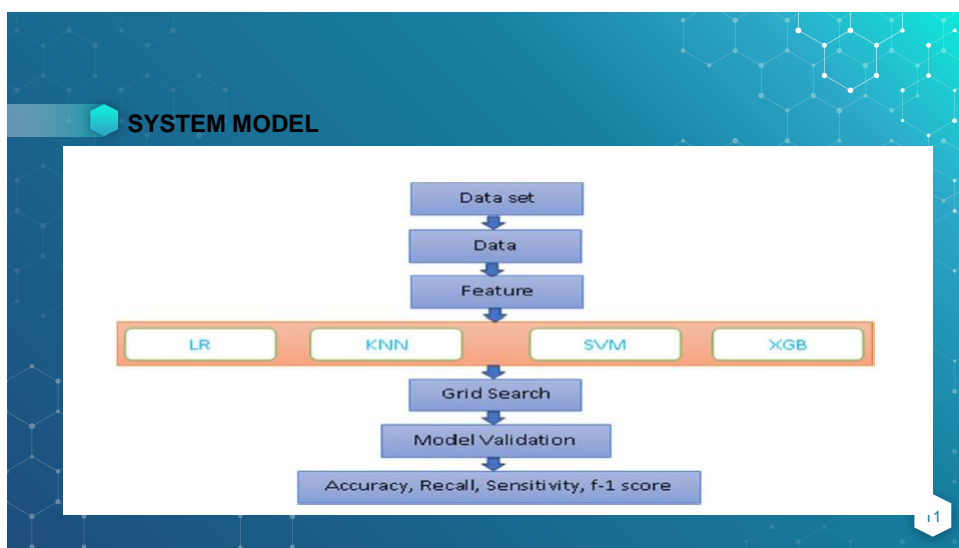 SYSTEM MODEL
Data set
Data
Feature
LR KNN SVM XGB
Grid Search
Model Validation
Accuracy, Recall, Sensitivity, f-1 score
11